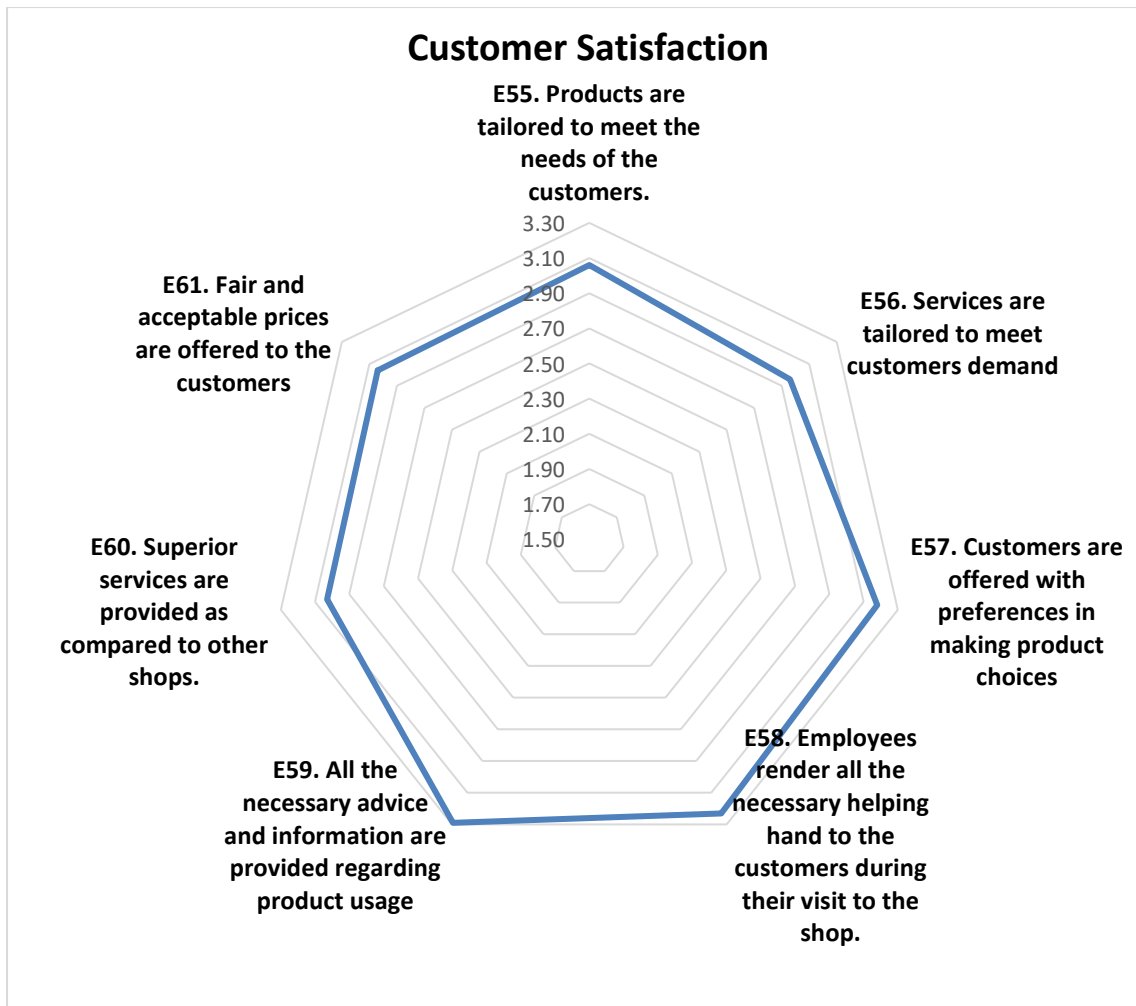 Customer Satisfaction
E55. Products are
tailored to meet the
needs of the
customers.
3.30
3.10
2.90
2.70
2.50
2.30
2.10
1.90
1.70
1.50
E56. Services are
tailored to meet
customers demand
E57. Customers are
offered with
preferences in
making product
choices
E58. Employees
render all the
necessary helping
hand to the
customers during
their visit to the
shop.
E59. All the
necessary advice
and information are
provided regarding
product usage
E60. Superior
services are
provided as
compared to other
shops.
E61. Fair and
acceptable prices
are offered to the
customers